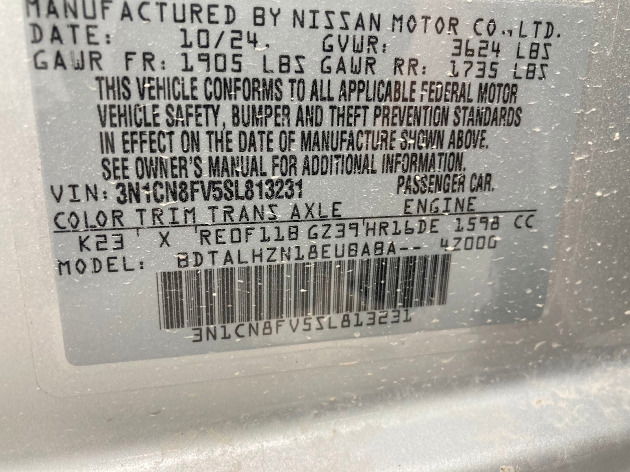 MANUFACTURED BY NISSAN MOTOR CO.,LTD.
DATE: 10/24. GVWR: 3624 LBS
GAWR FR: 1905 LBS GAWR RR: 1735 LBS
THIS VEHICLE CONFORMS TO ALL APPLICABLE FEDERAL MOTOR
VEHICLE SAFETY, BUMPER AND THEFT PREVENTION STANDARDS
IN EFFECT ON THE DATE OF MANUFACTURE SHOWN ABOVE.
SEE OWNER'S MANUAL FOR ADDITIONAL INFORMATION.
VIN: 3N1CN8FV5SL813231 PASSENGER CAR.
COLOR TRIM TRANS AXLE ENGINE
K23 X RE0F11B GZ39 HR16DE 1598 CC
MODEL: BDTALHZN18EUBABA-- 4Z00G
3N1CN8FV5SL813231